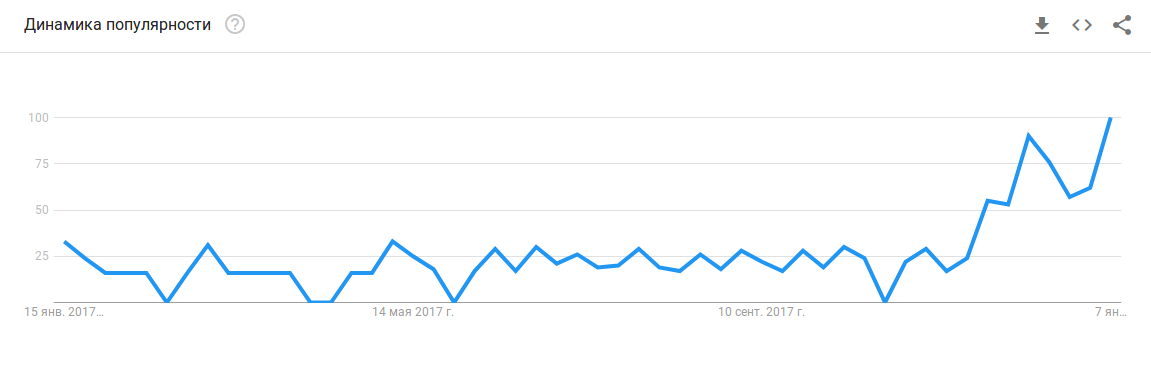 Динамика популярности ?
100
75
50
25
15 янв. 2017…
14 мая 2017 г.
10 сент. 2017 г.
7 ян…